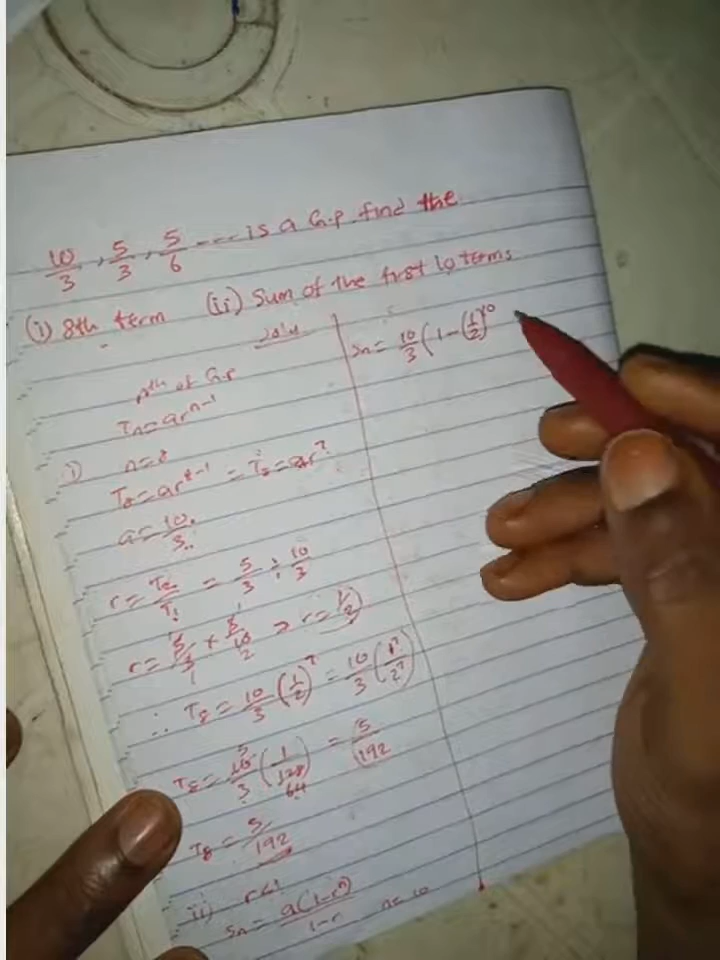 10/3 , 5/3 , 5/6 --- is a G.P. find the
(i) 8th term (ii) Sum of the first 10 terms
Soln
nth of G.p
Tn = ar^n-1
i) n = 8
T8 = ar^8-1 = T8 = ar^7
a = 10/3
r = T2/T1 = 5/3 ÷ 10/3
r = 5/3 × 3/10 > r = 1/2
∴ T8 = 10/3 (1/2)^7 = 10/3 (1^7/2^7)
T8 = 10/3 (1/128) = 5/192
T8 = 5/192
ii) r<1
Sn = a(1-r^n)/1-r n = 10
Sn = 10/3 (1-(1/2)^10